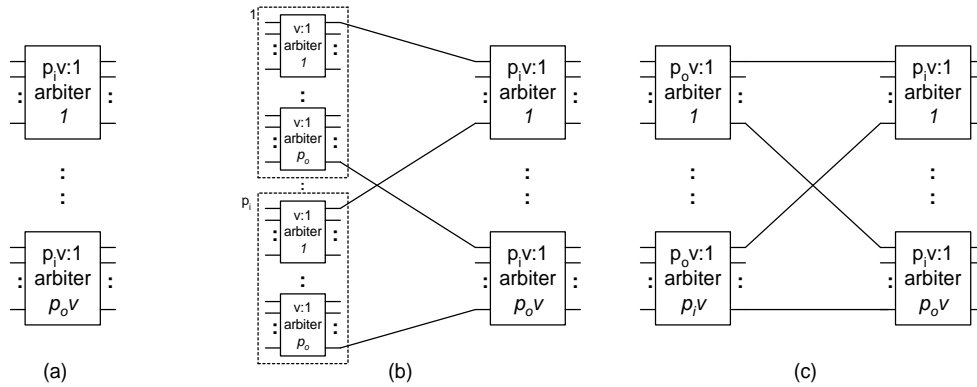 pᵢv:1
arbiter
1
:
:
pᵢv:1
arbiter
pₒv
(a)
1
v:1
arbiter
1
:
v:1
arbiter
pₒ
:
pᵢ
v:1
arbiter
1
:
v:1
arbiter
pₒ
pᵢv:1
arbiter
1
:
:
pᵢv:1
arbiter
pₒv
(b)
pₒv:1
arbiter
1
:
:
pₒv:1
arbiter
pᵢv
pᵢv:1
arbiter
1
:
:
pᵢv:1
arbiter
pₒv
(c)